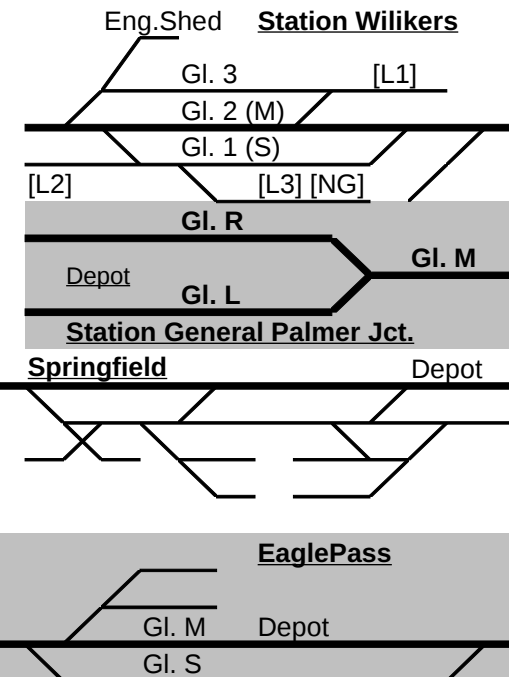 Eng.Shed Station Wilikers
Gl. 3 [L1]
Gl. 2 (M)
Gl. 1 (S)
[L2] [L3] [NG]
Gl. R
Gl. M
Depot
Gl. L
Station General Palmer Jct.
Springfield Depot
EaglePass
Gl. M Depot
Gl. S